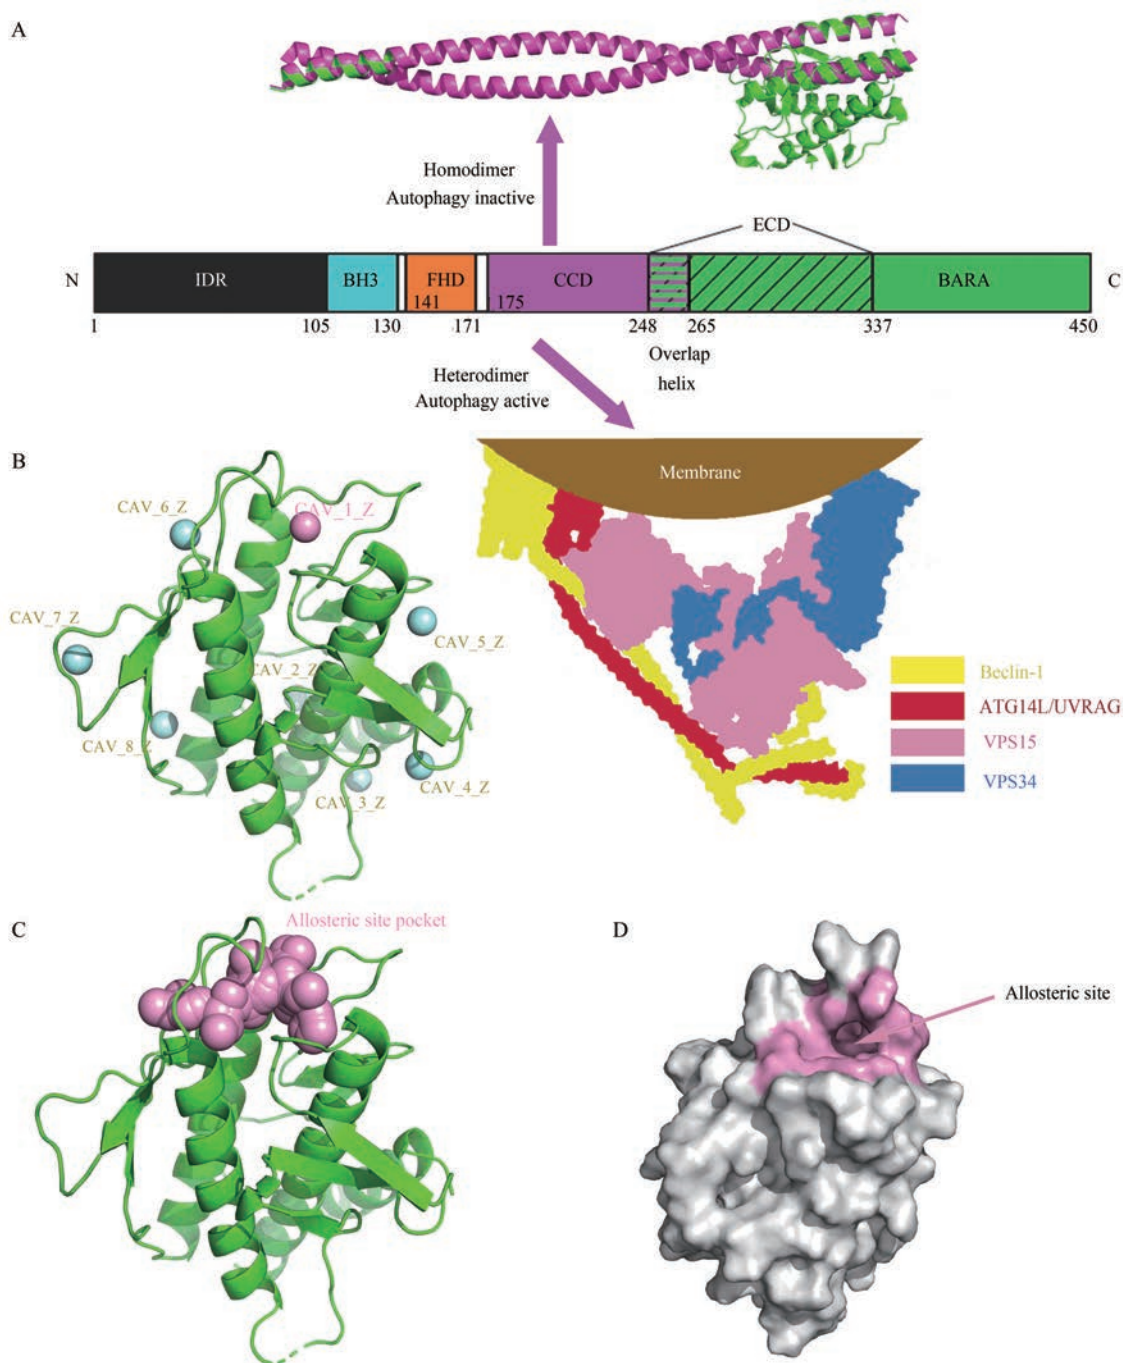 A
Homodimer
Autophagy inactive
ECD
N
IDR
BH3
FHD
CCD
BARA
C
141
175
1
105
130
171
248
265
337
450
Overlap
helix
Heterodimer
Autophagy active
B
CAV_6_Z
CAV_1_Z
CAV_7_Z
CAV_5_Z
CAV_2_Z
CAV_8_Z
CAV_3_Z
CAV_4_Z
Membrane
Beclin-1
ATG14L/UVRAG
VPS15
VPS34
C
Allosteric site pocket
D
Allosteric site